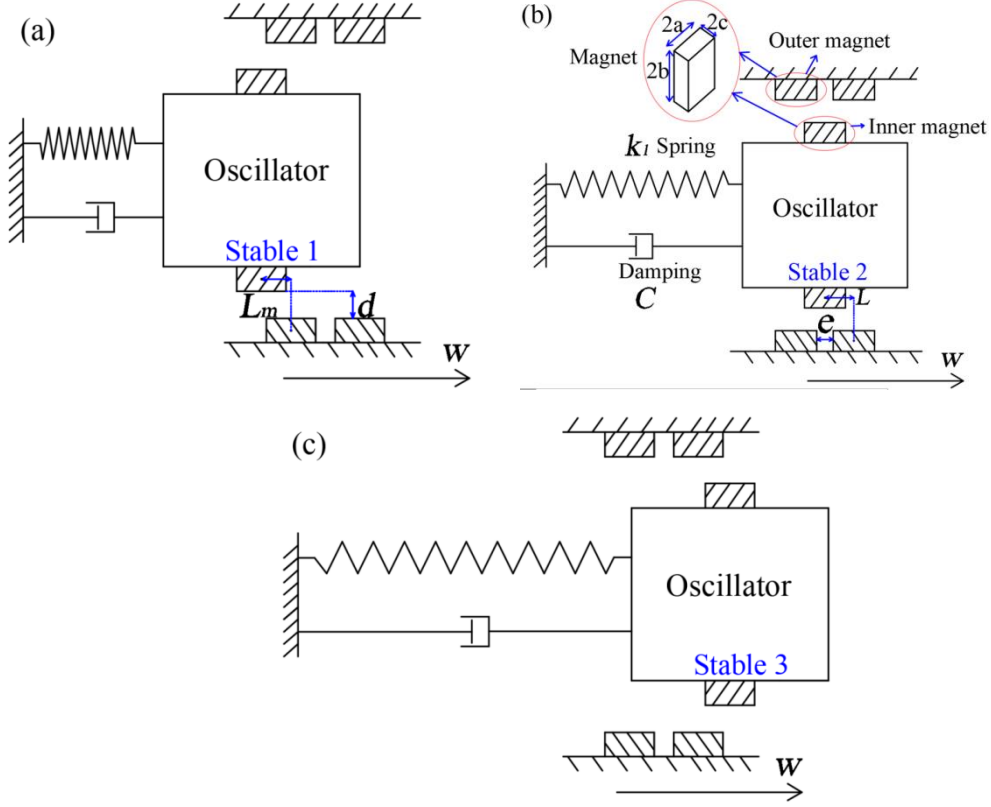 (a)
Oscillator
Stable 1
Lm
d
w
(b)
2a
2c
2b
Magnet
Outer magnet
Inner magnet
k1 Spring
Oscillator
Damping
C
Stable 2
L
e
w
(c)
Oscillator
Stable 3
w